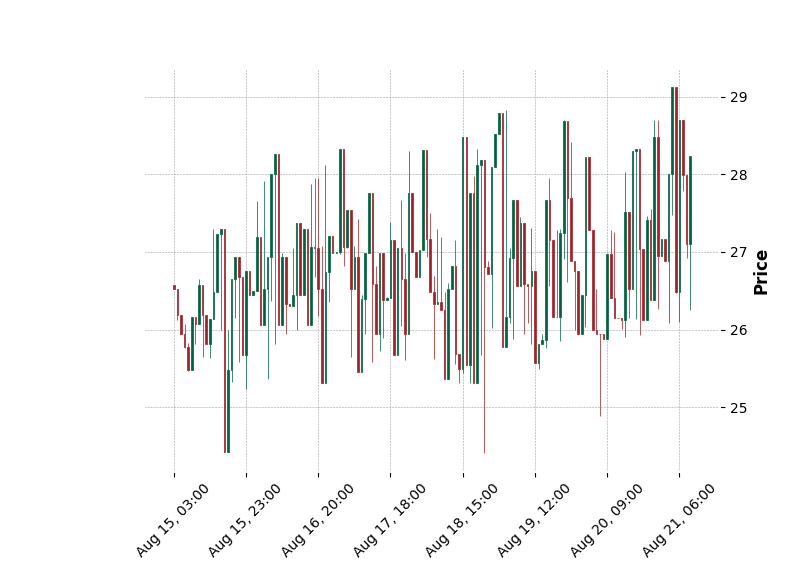 29
28
27
26
25
Price
Aug 15, 03:00
Aug 15, 23:00
Aug 16, 20:00
Aug 17, 18:00
Aug 18, 15:00
Aug 19, 12:00
Aug 20, 09:00
Aug 21, 06:00